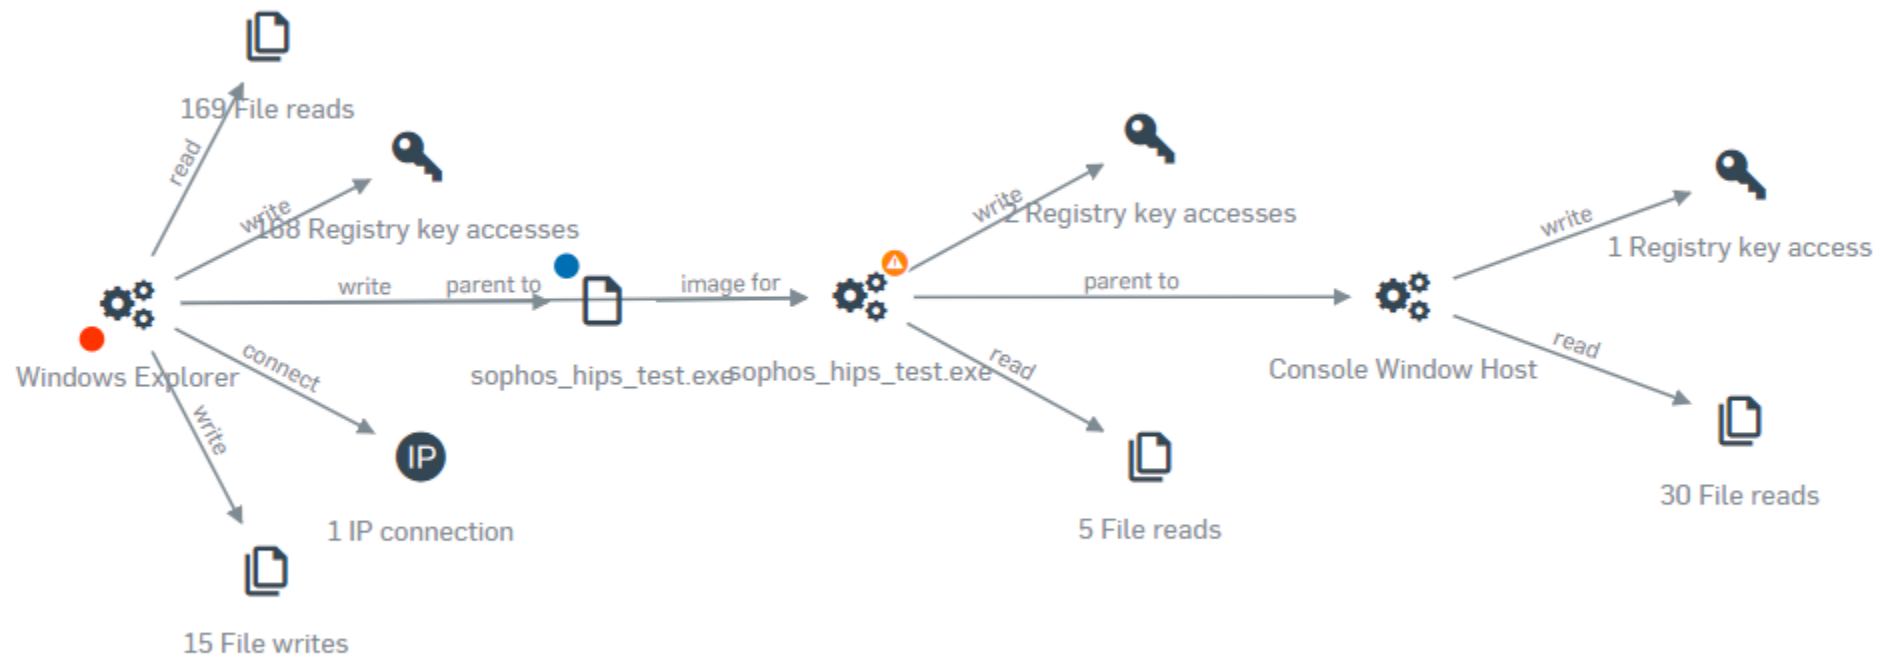 169 File reads
read
write
168 Registry key accesses
write
parent to
image for
Windows Explorer
sophos_hips_test.exe
sophos_hips_test.exe
connect
write
IP
1 IP connection
15 File writes
write
2 Registry key accesses
parent to
read
5 File reads
Console Window Host
write
1 Registry key access
read
30 File reads